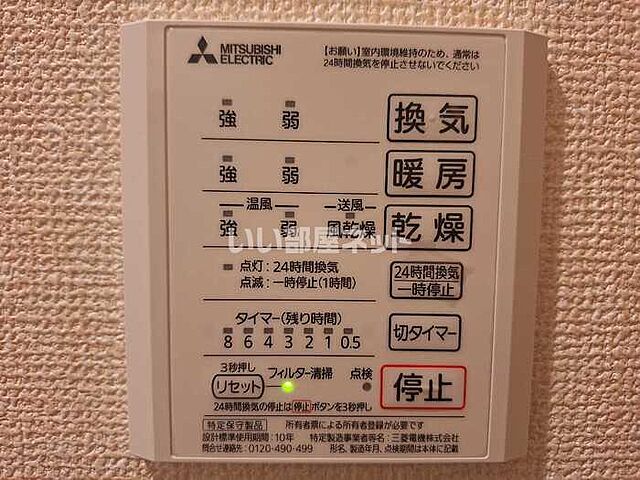 MITSUBISHI
ELECTRIC
【お願い】室内環境維持のため、通常は
24時間換気を停止させないでください
強 弱 換気
強 弱 暖房
温風 送風
強 弱 風乾燥 乾燥
いい部屋ネット
点灯:24時間換気
点滅:一時停止(1時間)
24時間換気
一時停止
タイマー(残り時間)
8 6 4 3 2 1 0.5
切タイマー
3秒押し
リセット フィルター清掃 点検
停止
24時間換気の停止は停止ボタンを3秒押し
特定保守製品 所有者票による所有者登録が必要です
設計標準使用期間:10年 特定製造事業者等名:三菱電機株式会社
問合せ連絡先:0120-490-499 形名、製造年月、点検期間は本体に記載